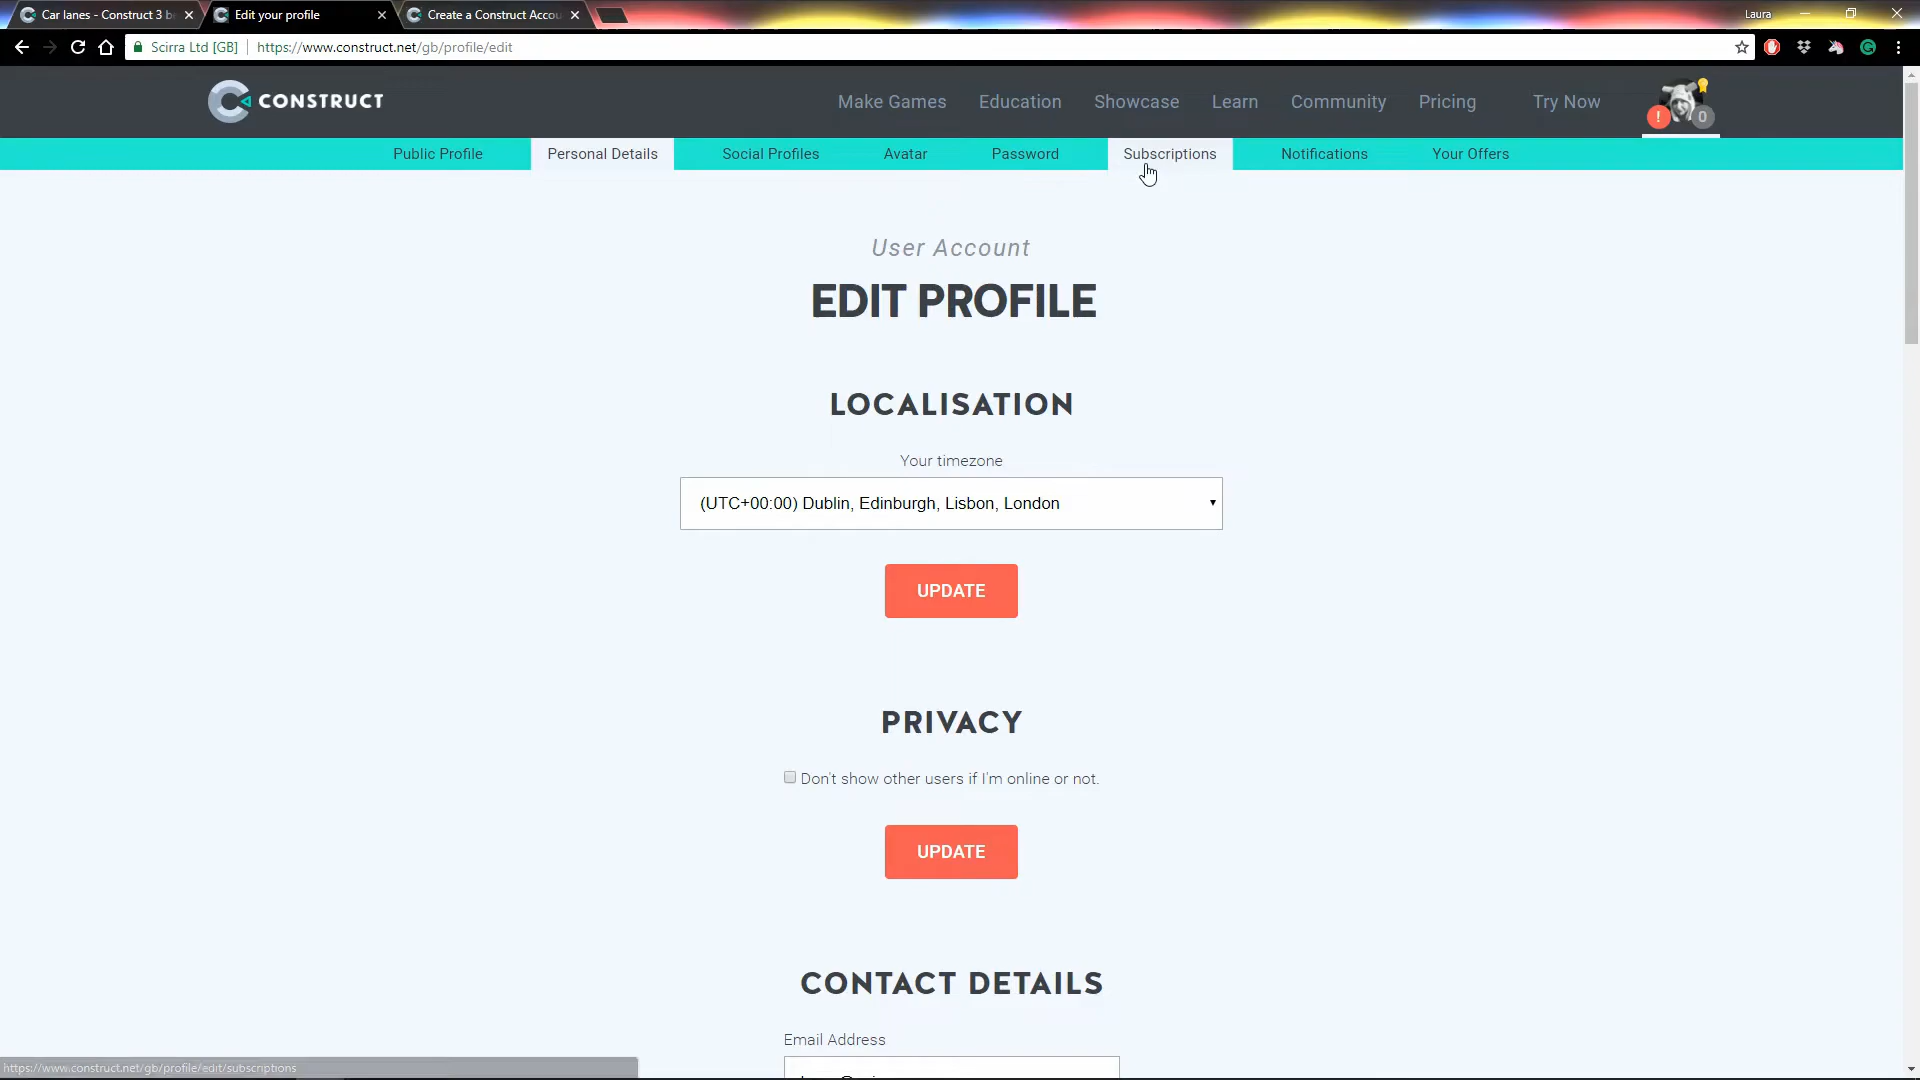 Car lanes - Construct 3 b
Edit your profile
Create a Construct Accou
Laura
Scirra Ltd [GB]
https://www.construct.net/gb/profile/edit
CONSTRUCT
Make Games
Education
Showcase
Learn
Community
Pricing
Try Now
!
0
Public Profile
Personal Details
Social Profiles
Avatar
Password
Subscriptions
Notifications
Your Offers
User Account
EDIT PROFILE
LOCALISATION
Your timezone
(UTC+00:00) Dublin, Edinburgh, Lisbon, London
UPDATE
PRIVACY
Don't show other users if I'm online or not.
UPDATE
CONTACT DETAILS
Email Address
https://www.construct.net/gb/profile/edit/subscriptions